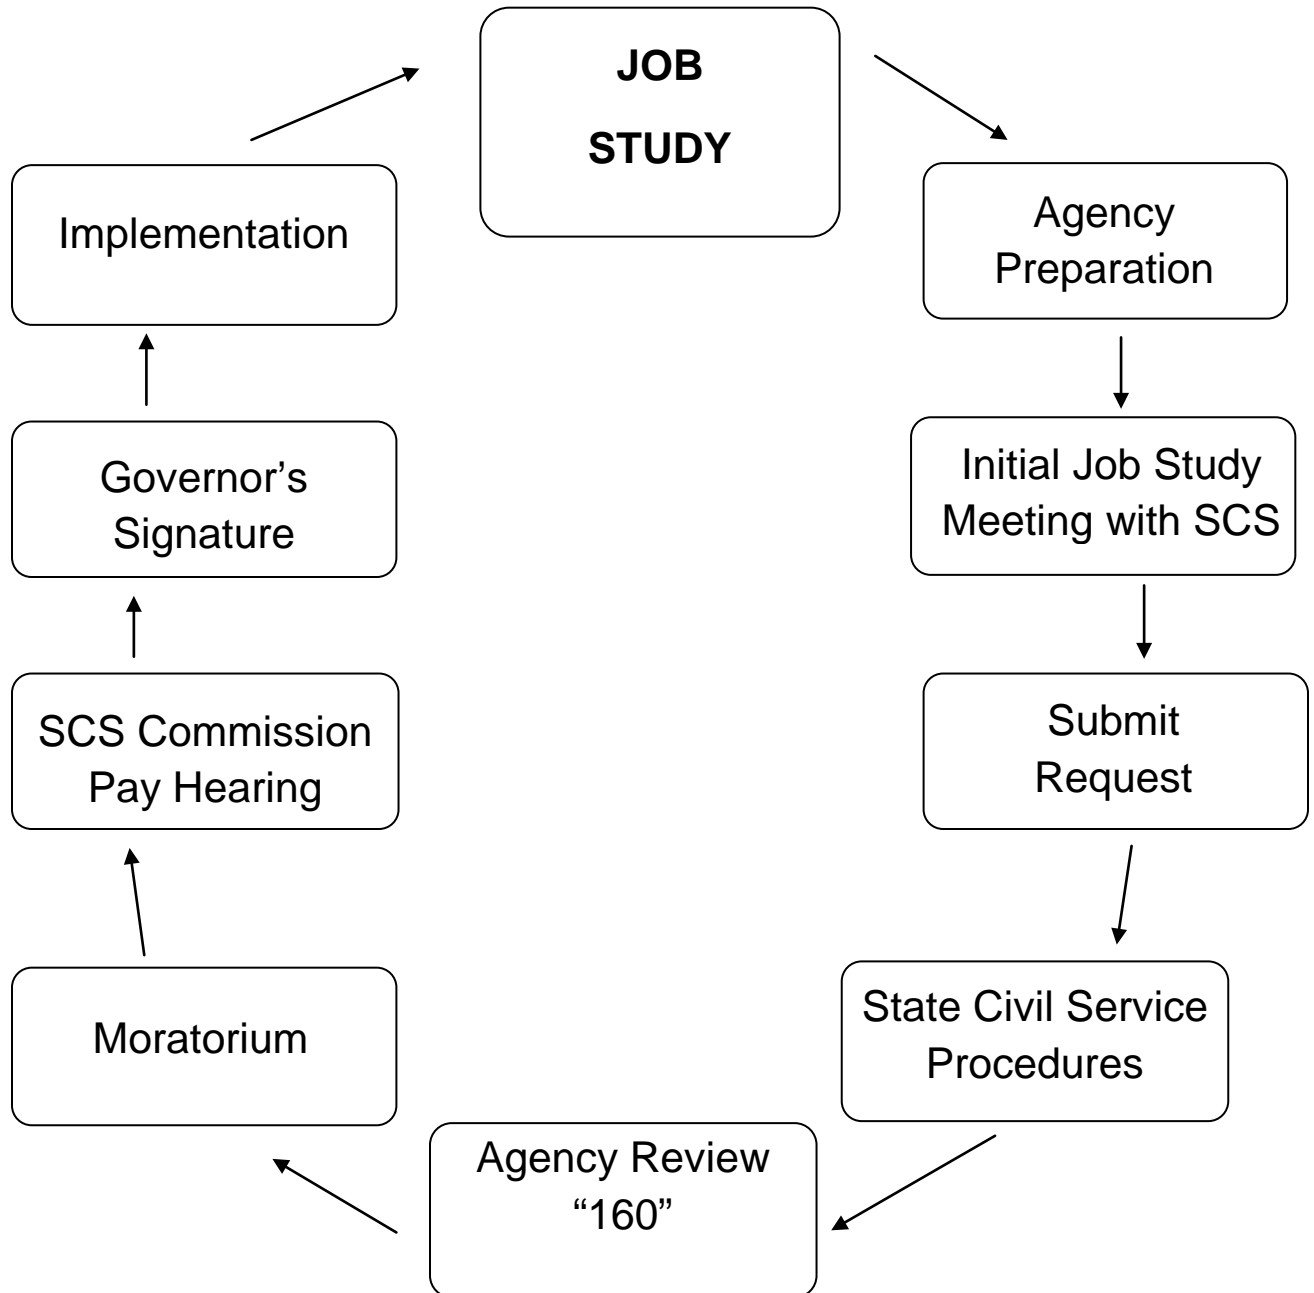 JOB
STUDY
Agency
Preparation
Initial Job Study
Meeting with SCS
Submit
Request
State Civil Service
Procedures
Agency Review
“160”
Moratorium
SCS Commission
Pay Hearing
Governor’s
Signature
Implementation